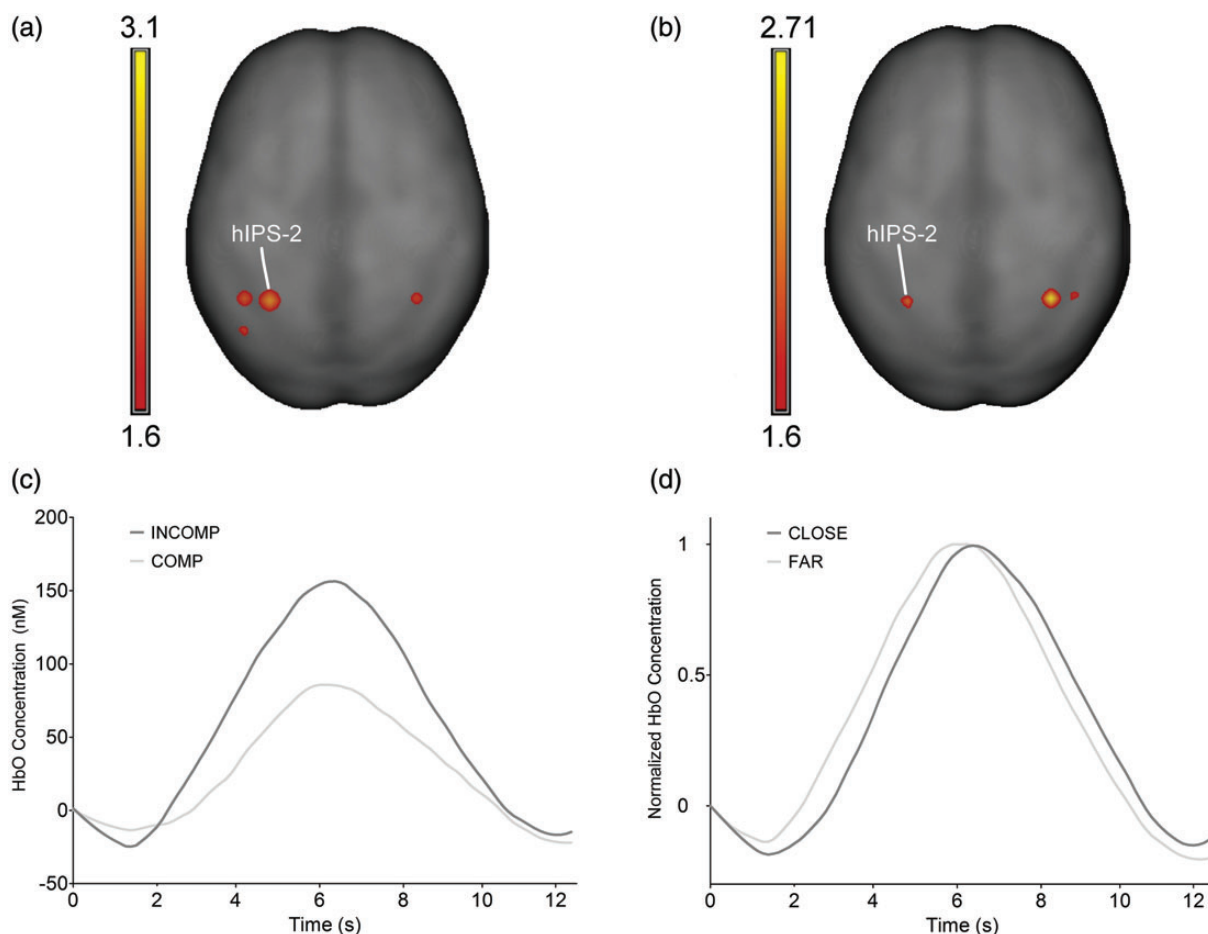 (a)
3.1
hIPS-2
1.6
(b)
2.71
hIPS-2
1.6
(c)
HbO Concentration (nM)
200
150
100
50
0
-50
INCOMP
COMP
0 2 4 6 8 10 12
Time (s)
(d)
Normalized HbO Concentration
1
0.5
0
CLOSE
FAR
0 2 4 6 8 10 12
Time (s)